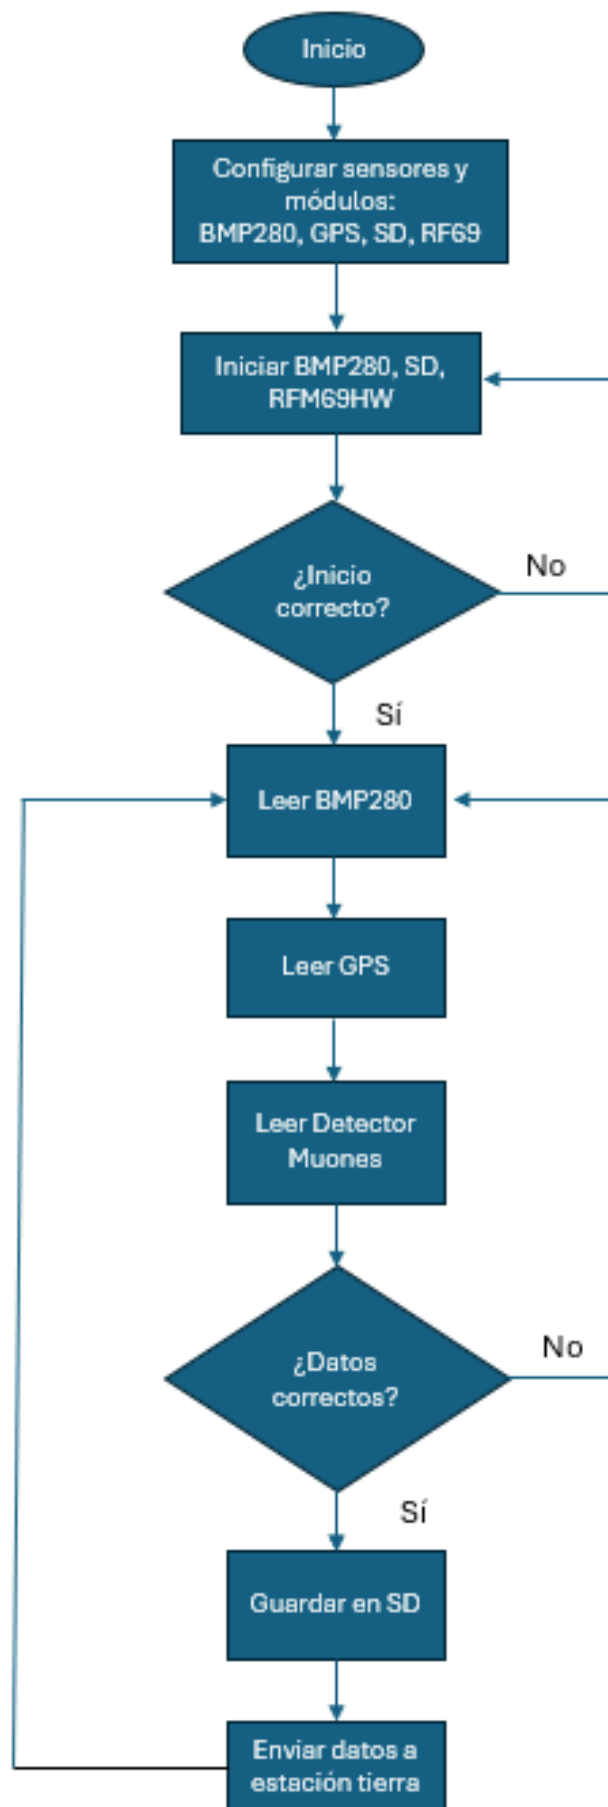 Inicio
Configurar sensores y
módulos:
BMP280, GPS, SD, RF69
Iniciar BMP280, SD,
RFM69HW
¿Inicio
correcto?
No
Sí
Leer BMP280
Leer GPS
Leer Detector
Muones
¿Datos
correctos?
No
Sí
Guardar en SD
Enviar datos a
estación tierra